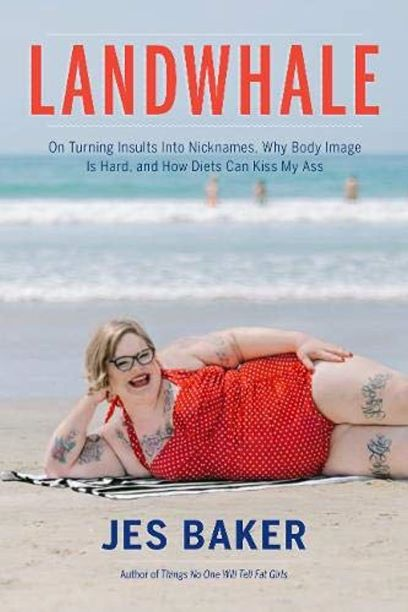 LANDWHALE
On Turning Insults Into Nicknames, Why Body Image
Is Hard, and How Diets Can Kiss My Ass
JES BAKER
Author of Things No One Will Tell Fat Girls